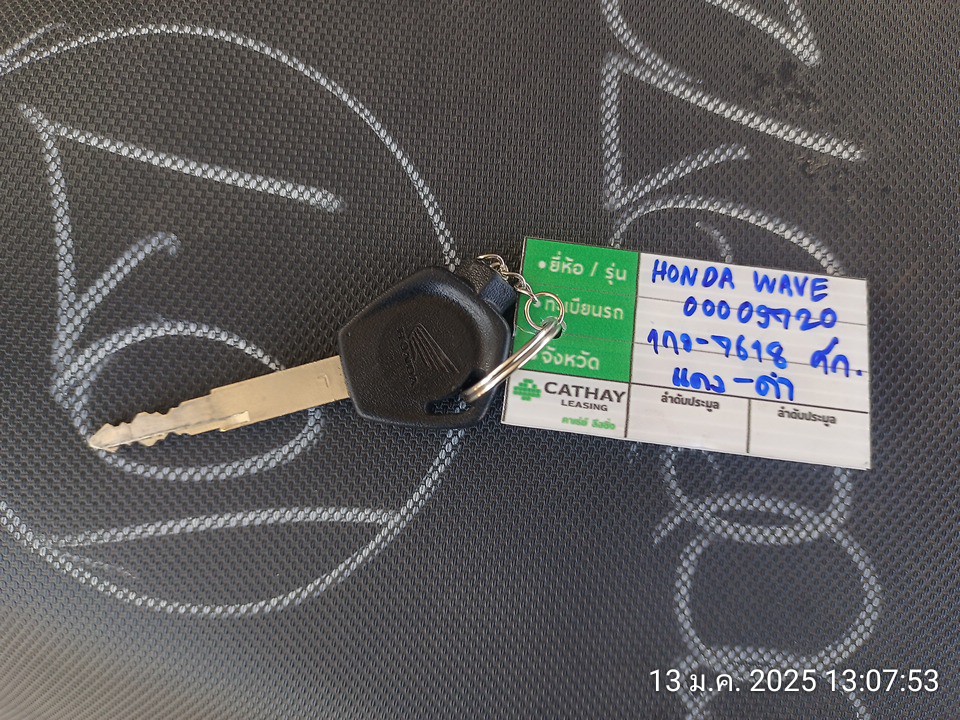 • ยี่ห้อ / รุ่น
HONDA WAVE
ทะเบียนรถ
00009720
1กง-7618 ศก.
จังหวัด
แดง-ดำ
CATHAY
LEASING
คาเธ่ย์ ลีสซิ่ง
ลำดับประมูล
ลำดับประมูล
HONDA
13 ม.ค. 2025 13:07:53